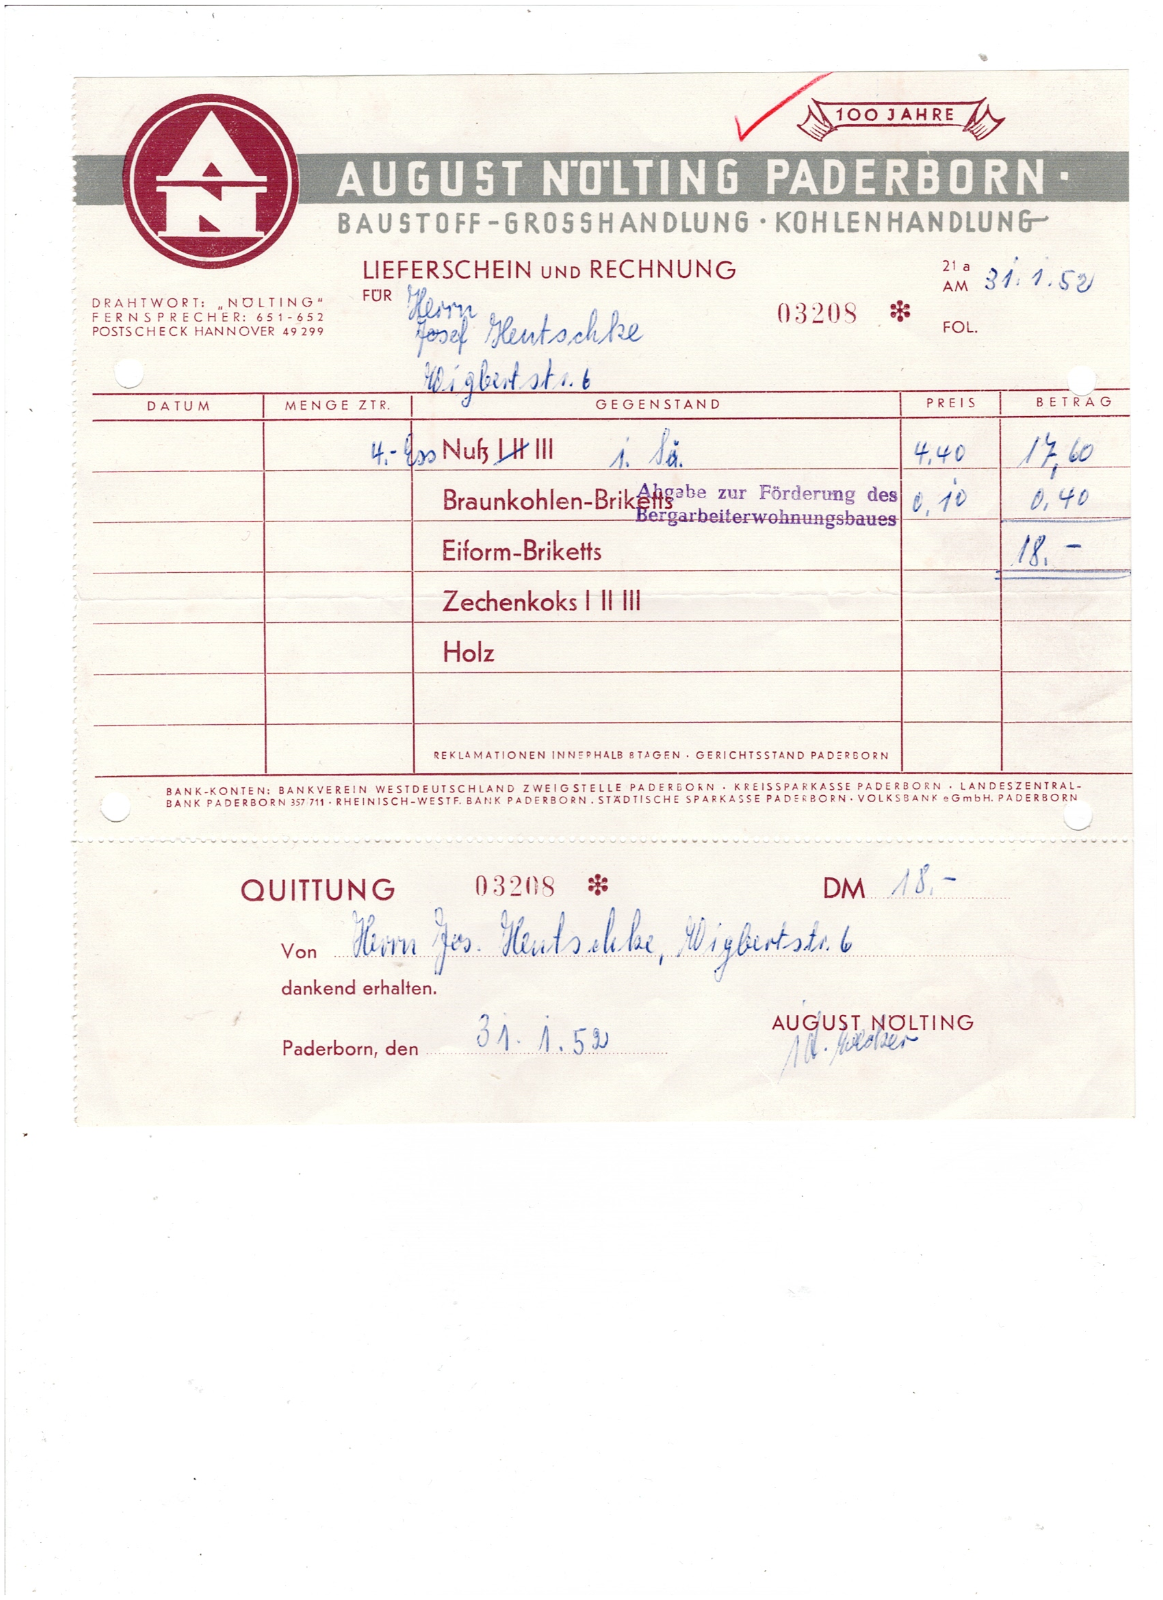 100 JAHRE
AN
AUGUST NÖLTING PADERBORN ·
BAUSTOFF-GROSSHANDLUNG · KOHLENHANDLUNG
LIEFERSCHEIN UND RECHNUNG
21 a
AM 31.1.52
DRAHTWORT: „NÖLTING"
FERNSPRECHER: 651-652
POSTSCHECK HANNOVER 49299
FÜR Herrn
Josef Hentschke
Wigbertstr. 6
03208 ✻
FOL.
DATUM MENGE ZTR. GEGENSTAND PREIS BETRAG
4.- Ess Nuß I II III i. Sä. 4,40 17,60
Braunkohlen-Briketts Abgabe zur Förderung des 0,10 0,40
Bergarbeiterwohnungsbaues
Eiform-Briketts 18.-
Zechenkoks I II III
Holz
REKLAMATIONEN INNERHALB 8 TAGEN · GERICHTSSTAND PADERBORN
BANK-KONTEN: BANKVEREIN WESTDEUTSCHLAND ZWEIGSTELLE PADERBORN · KREISSPARKASSE PADERBORN · LANDESZENTRAL-
BANK PADERBORN 357 711 · RHEINISCH-WESTF. BANK PADERBORN . STÄDTISCHE SPARKASSE PADERBORN · VOLKSBANK eGmbH. PADERBORN
QUITTUNG 03208 ✻ DM 18.-
Von Herrn Jos. Hentschke, Wigbertstr. 6
dankend erhalten.
AUGUST NÖLTING
Paderborn, den 31.1.52